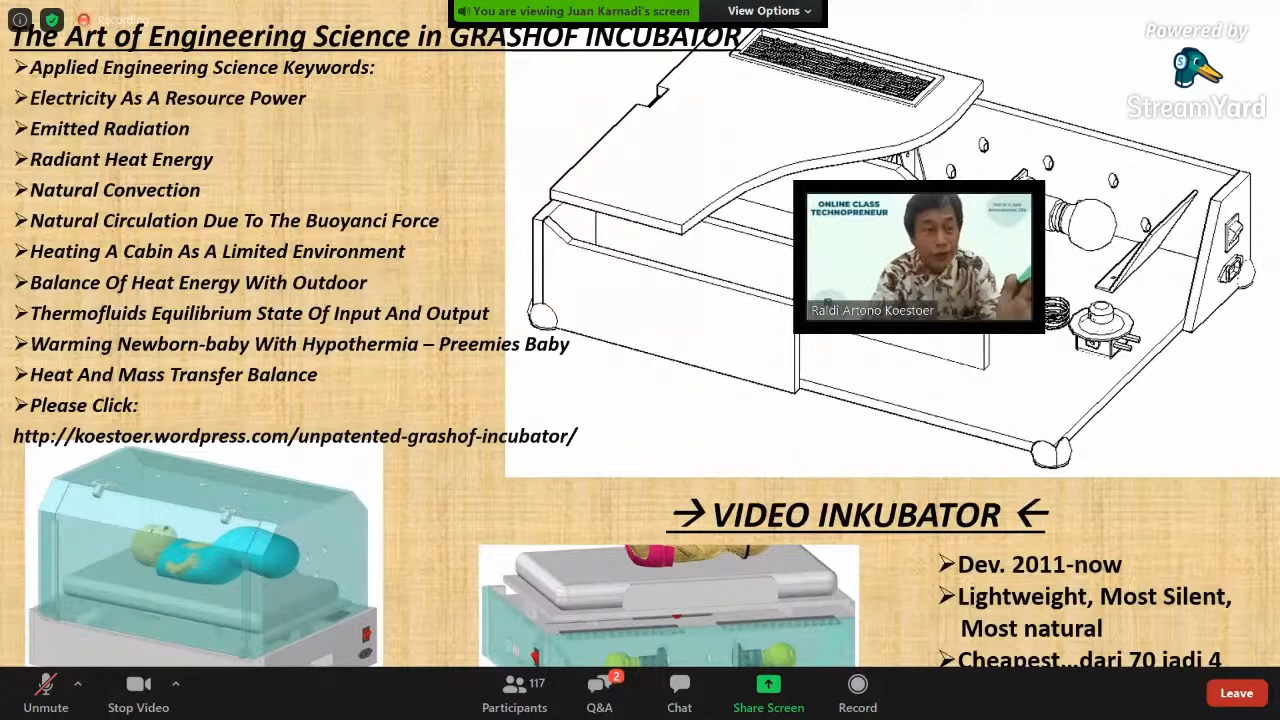 Recording
You are viewing Juan Karnadi's screen
View Options
The Art of Engineering Science in GRASHOF INCUBATOR
Powered by
StreamYard
➢Applied Engineering Science Keywords:
➢Electricity As A Resource Power
➢Emitted Radiation
➢Radiant Heat Energy
➢Natural Convection
➢Natural Circulation Due To The Buoyanci Force
➢Heating A Cabin As A Limited Environment
➢Balance Of Heat Energy With Outdoor
➢Thermofluids Equilibrium State Of Input And Output
➢Warming Newborn-baby With Hypothermia – Preemies Baby
➢Heat And Mass Transfer Balance
➢Please Click:
http://koestoer.wordpress.com/unpatented-grashof-incubator/
ONLINE CLASS
TECHNOPRENEUR
Raldi Artono Koestoer
→ VIDEO INKUBATOR ←
➢Dev. 2011-now
➢Lightweight, Most Silent,
Most natural
➢Cheapest...dari 70 jadi 4
Unmute
Stop Video
Participants
117
Q&A
2
Chat
Share Screen
Record
Leave